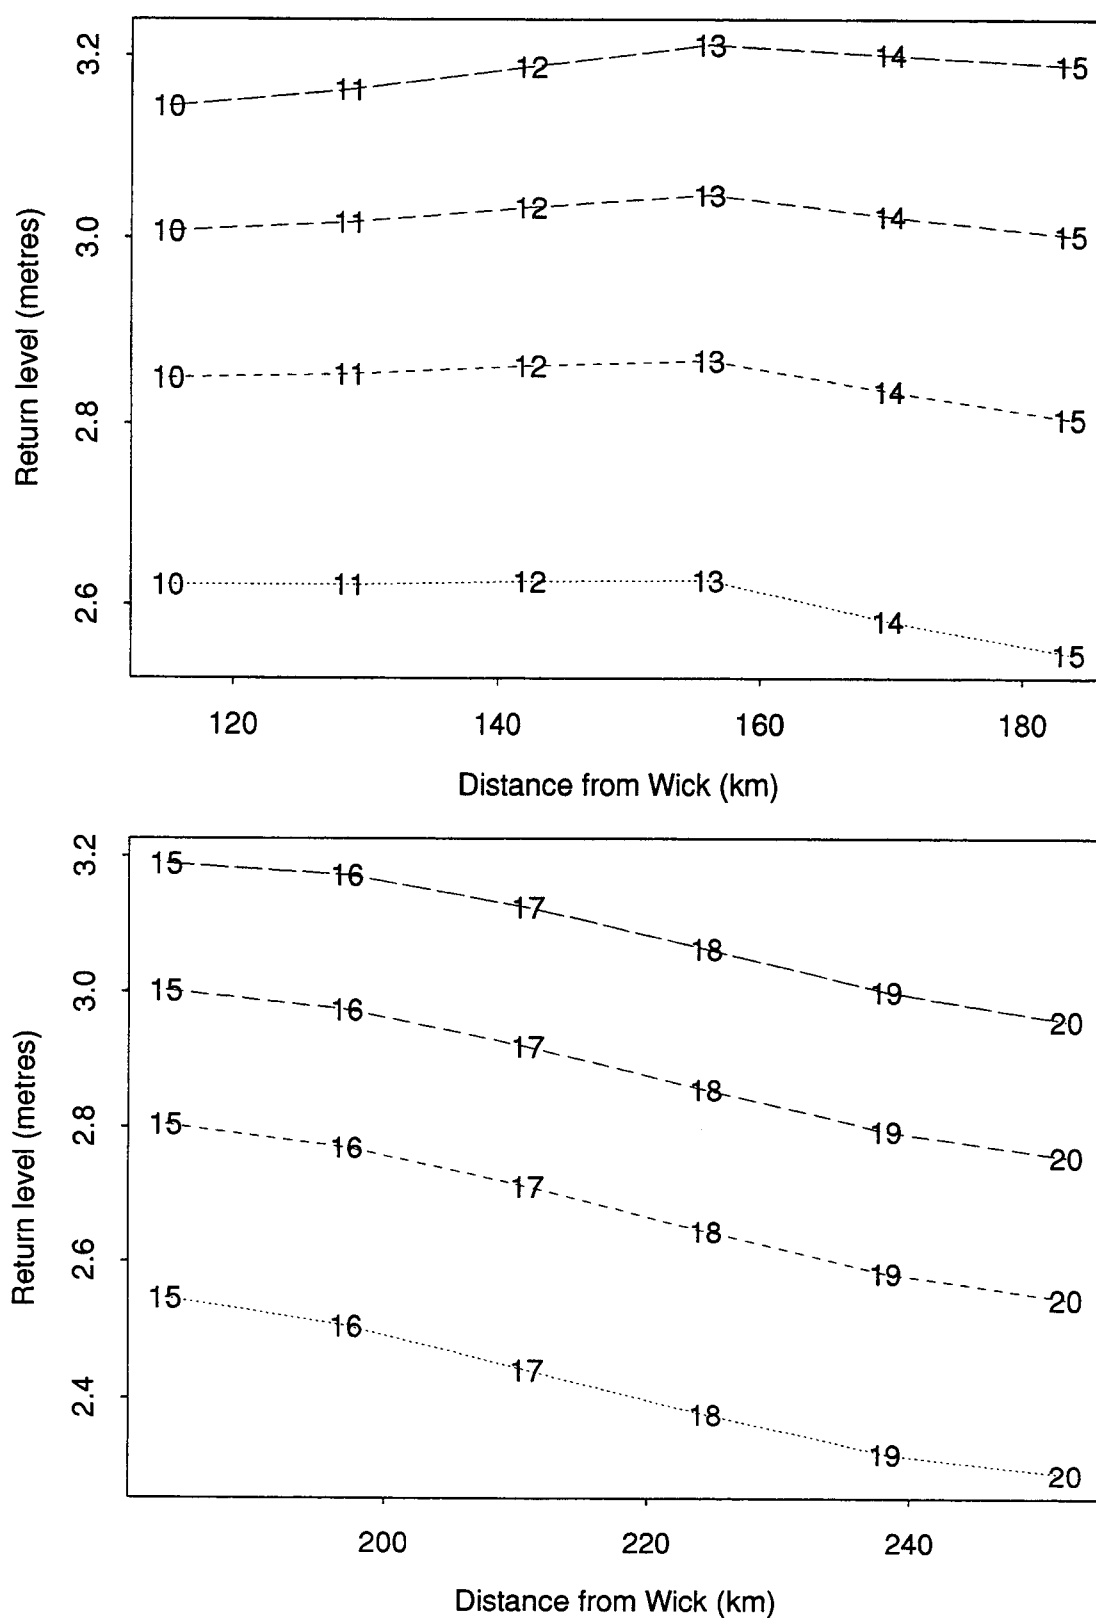 Return level (metres)
3.2
3.0
2.8
2.6
10 11 12 13 14 15
10 11 12 13 14 15
10 11 12 13 14 15
10 11 12 13 14 15
120 140 160 180
Distance from Wick (km)
Return level (metres)
3.2
3.0
2.8
2.6
2.4
15 16 17 18 19 20
15 16 17 18 19 20
15 16 17 18 19 20
15 16 17 18 19 20
200 220 240
Distance from Wick (km)